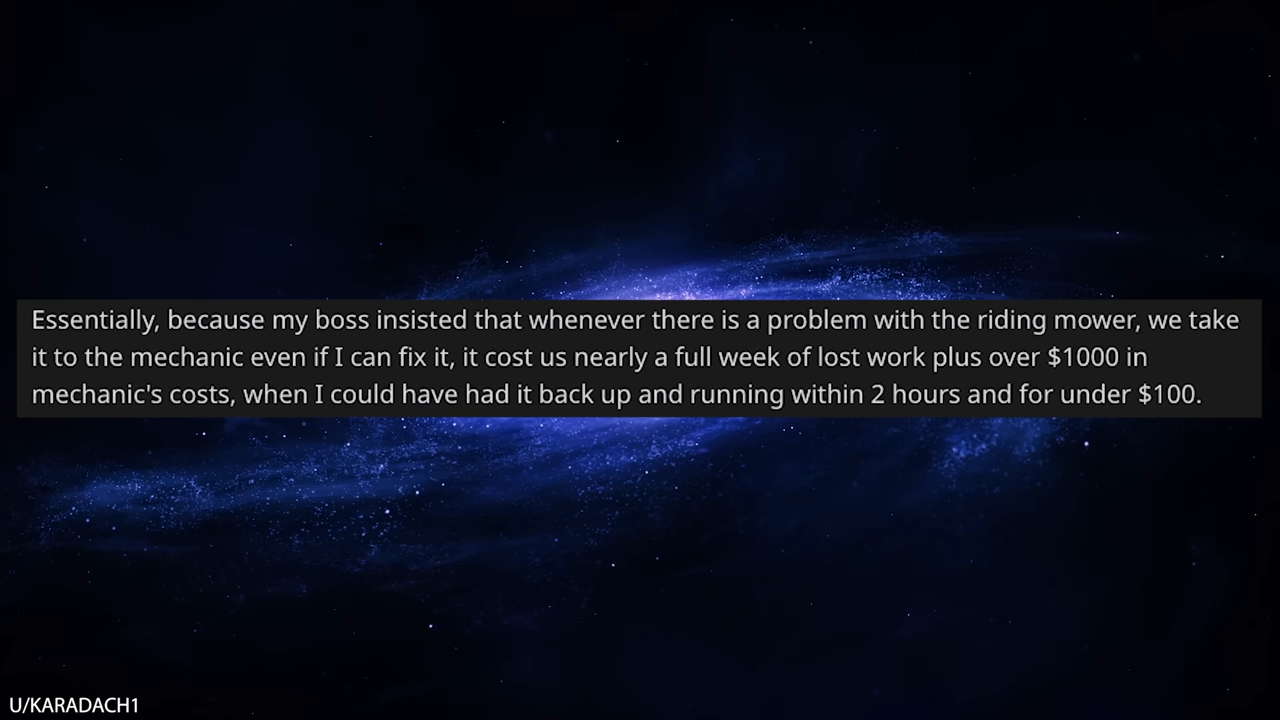 Essentially, because my boss insisted that whenever there is a problem with the riding mower, we take
it to the mechanic even if I can fix it, it cost us nearly a full week of lost work plus over $1000 in
mechanic's costs, when I could have had it back up and running within 2 hours and for under $100.
U/KARADACH1